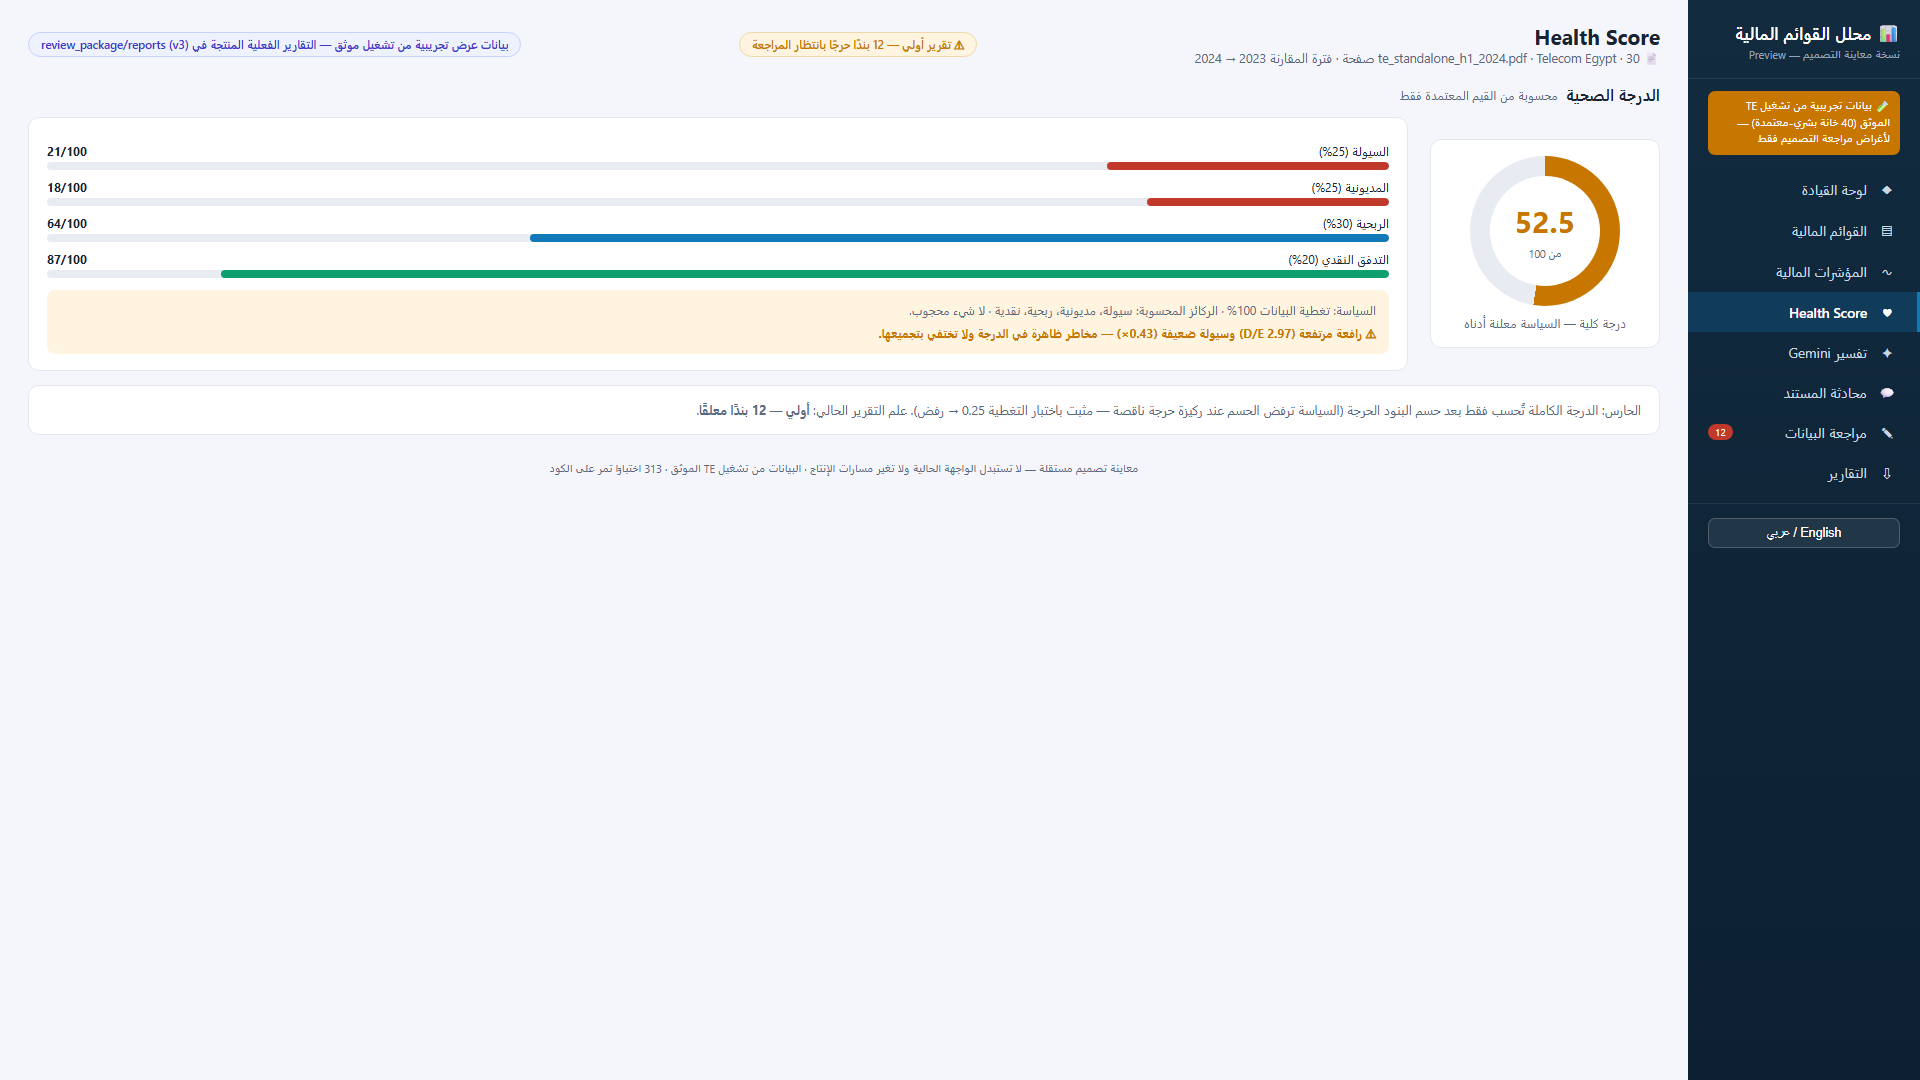 محلل القوائم المالية
نسخة معاينة التصميم — Preview
بيانات تجريبية من تشغيل TE
الموثق (40 خانة بشري-معتمدة) —
لأغراض مراجعة التصميم فقط
لوحة القيادة
القوائم المالية
المؤشرات المالية
Health Score
تفسير Gemini
محادثة المستند
مراجعة البيانات
12
التقارير
عربي / English
Health Score
te_standalone_h1_2024.pdf · Telecom Egypt · 30 صفحة · فترة المقارنة 2023 → 2024
⚠ تقرير أولي — 12 بندًا حرجًا بانتظار المراجعة
بيانات عرض تجريبية من تشغيل موثق — التقارير الفعلية المنتجة في review_package/reports (v3)
الدرجة الصحية محسوبة من القيم المعتمدة فقط
52.5
من 100
درجة كلية — السياسة معلنة أدناه
السيولة (25%)
21/100
المديونية (25%)
18/100
الربحية (30%)
64/100
التدفق النقدي (20%)
87/100
السياسة: تغطية البيانات 100% · الركائز المحسوبة: سيولة، مديونية، ربحية، نقدية · لا شيء محجوب.
⚠ رافعة مرتفعة (D/E 2.97) وسيولة ضعيفة (0.43×) — مخاطر ظاهرة في الدرجة ولا تختفي بتجميعها.
الحارس: الدرجة الكاملة تُحسب فقط بعد حسم البنود الحرجة (السياسة ترفض الحسم عند ركيزة حرجة ناقصة — مثبت باختبار التغطية 0.25 → رفض). علم التقرير الحالي: أولي — 12 بندًا معلقًا.
معاينة تصميم مستقلة — لا تستبدل الواجهة الحالية ولا تغير مسارات الإنتاج · البيانات من تشغيل TE الموثق · 313 اختبارا تمر على الكود